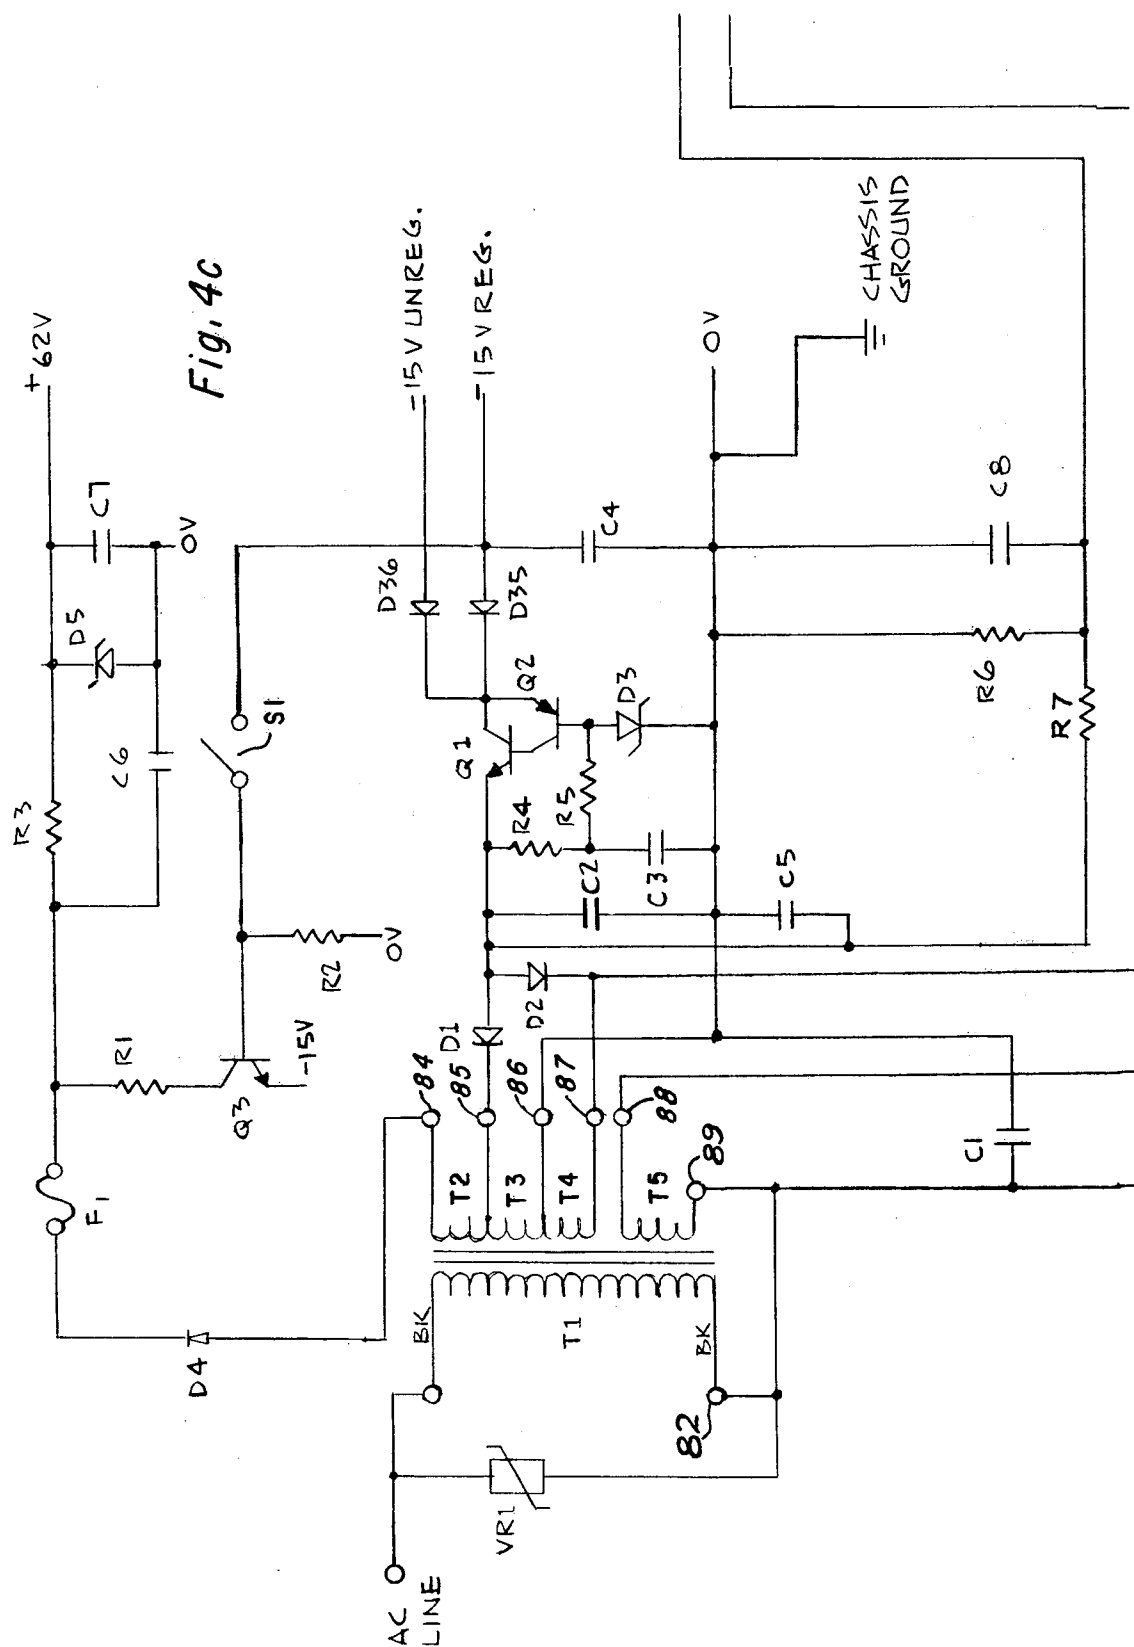 +62V
Fig. 4c
C7
D5
0V
R3
C6
S1
R1
R2
0V
-15V
Q3
F1
D4
-15V UNREG.
-15V REG.
D36
D35
C4
0V
CHASSIS
GROUND
Q2
Q1
D3
R4
R5
C2
C3
C5
R6
C8
R7
D1
D2
84
85
86
87
88
89
T2
T3
T4
T5
C1
BK
T1
BK
82
VR1
AC
LINE